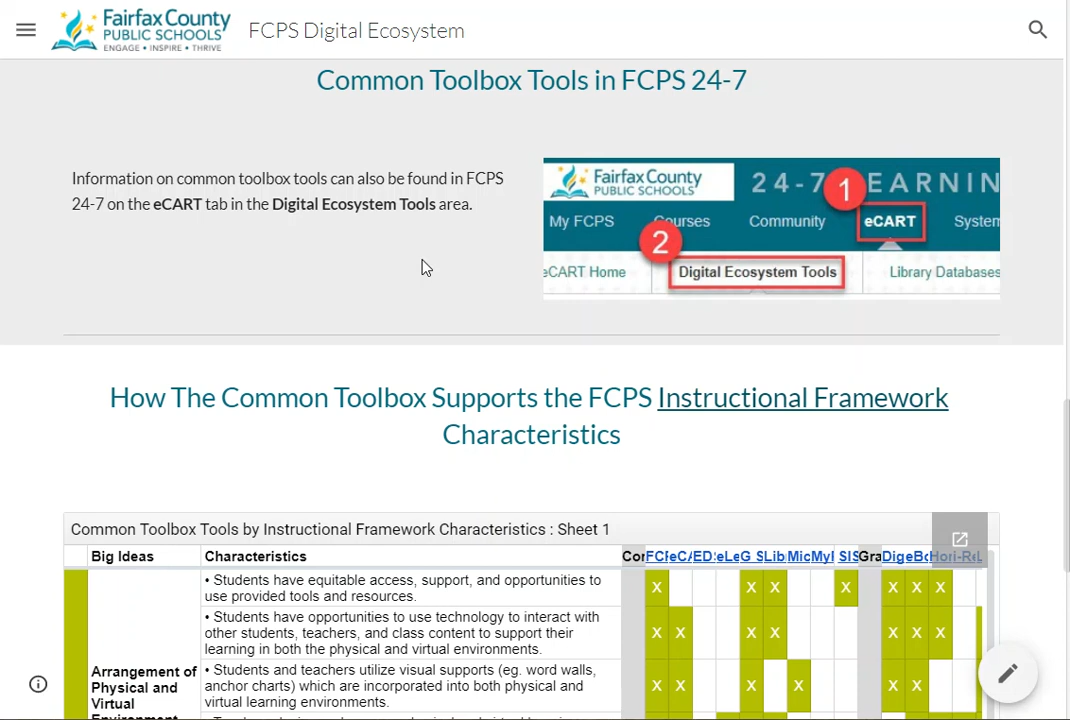 Fairfax County
PUBLIC SCHOOLS
ENGAGE • INSPIRE • THRIVE
FCPS Digital Ecosystem
Common Toolbox Tools in FCPS 24-7
Information on common toolbox tools can also be found in FCPS
24-7 on the eCART tab in the Digital Ecosystem Tools area.
Fairfax County
PUBLIC SCHOOLS
24-7
EARNIN
1
My FCPS
Courses
Community
eCART
System
2
eCART Home
Digital Ecosystem Tools
Library Databases
How The Common Toolbox Supports the FCPS Instructional Framework
Characteristics
Common Toolbox Tools by Instructional Framework Characteristics : Sheet 1
Big Ideas Characteristics
• Students have equitable access, support, and opportunities to
use provided tools and resources.
X X X X X X X
• Students have opportunities to use technology to interact with
other students, teachers, and class content to support their
learning in both the physical and virtual environments.
X X X X X X X
Arrangement of
Physical and
Virtual
• Students and teachers utilize visual supports (eg. word walls,
anchor charts) which are incorporated into both physical and
virtual learning environments.
X X X X X X